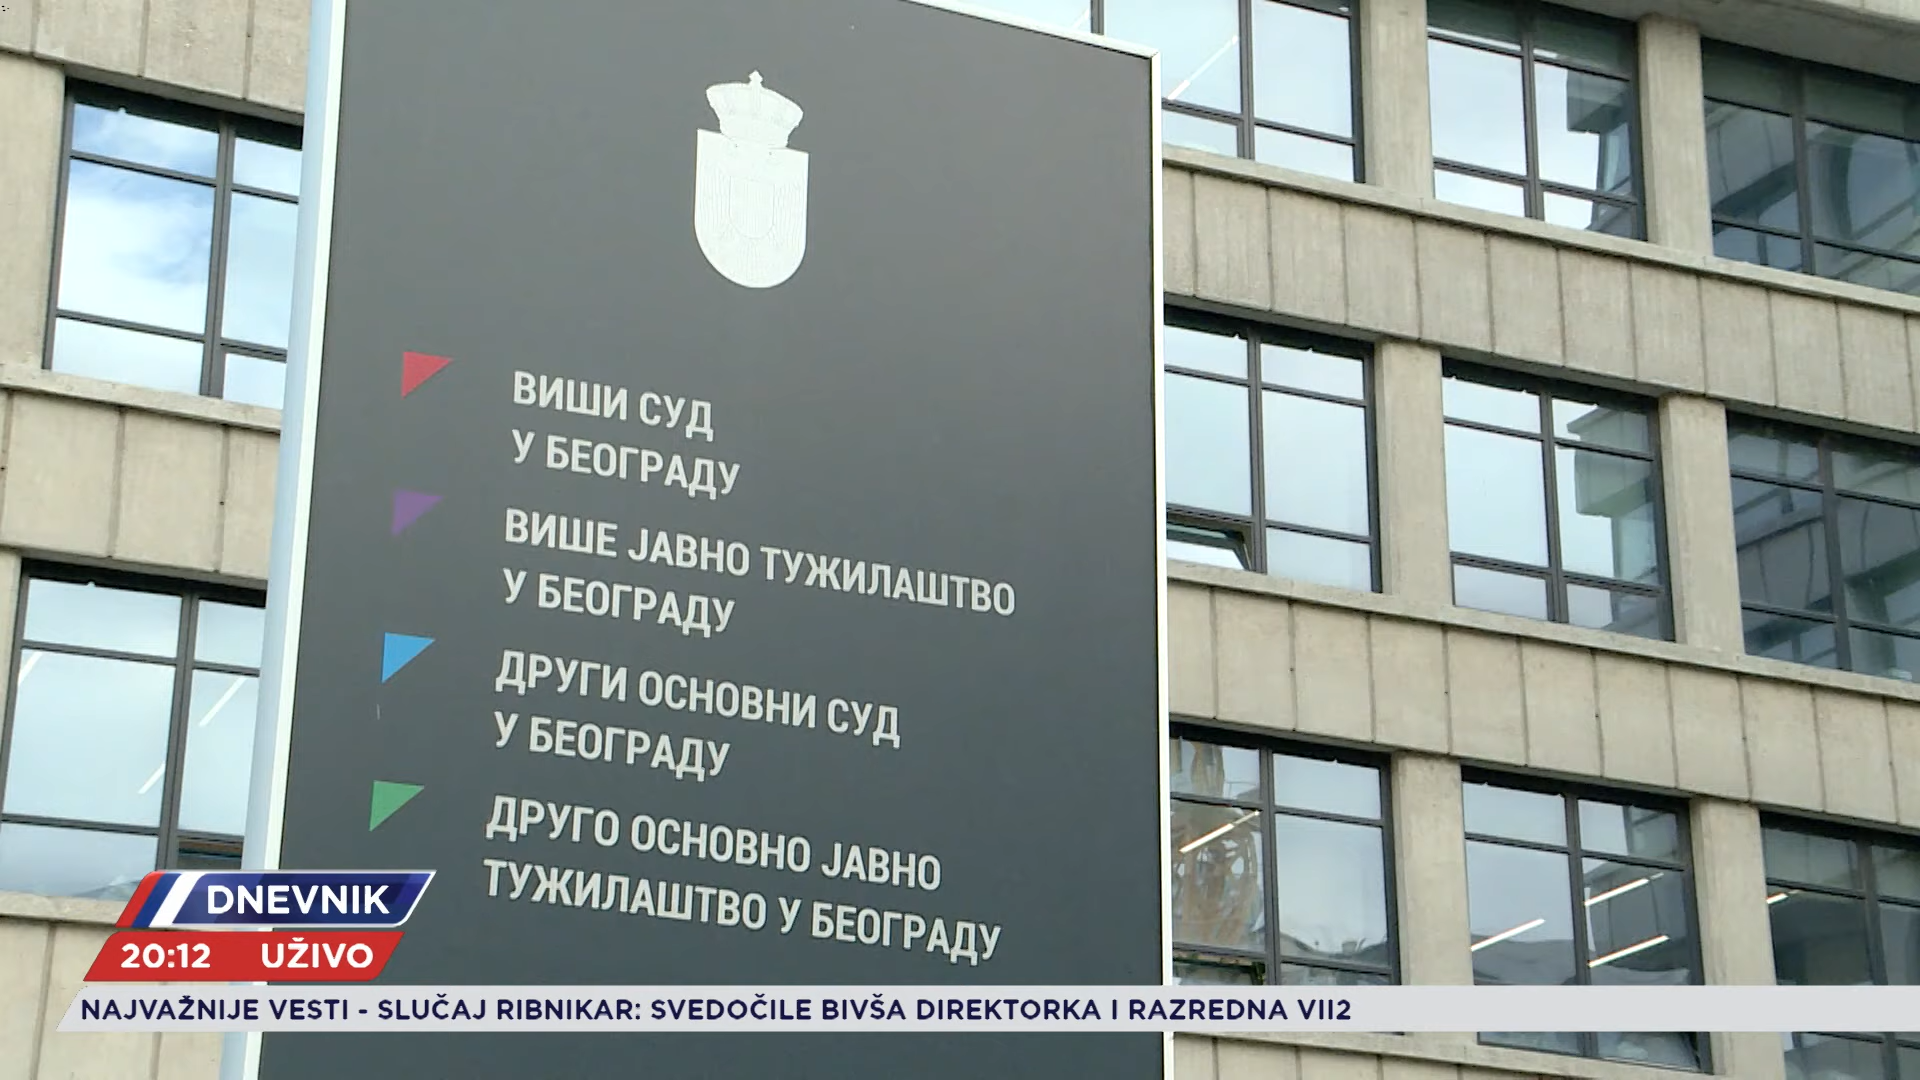 ВИШИ СУД
У БЕОГРАДУ
ВИШЕ ЈАВНО ТУЖИЛАШТВО
У БЕОГРАДУ
ДРУГИ ОСНОВНИ СУД
У БЕОГРАДУ
ДРУГО ОСНОВНО ЈАВНО
ТУЖИЛАШТВО У БЕОГРАДУ
DNEVNIK
20:12 UŽIVO
NAJVAŽNIJE VESTI - SLUČAJ RIBNIKAR: SVEDOČILE BIVŠA DIREKTORKA I RAZREDNA VII2